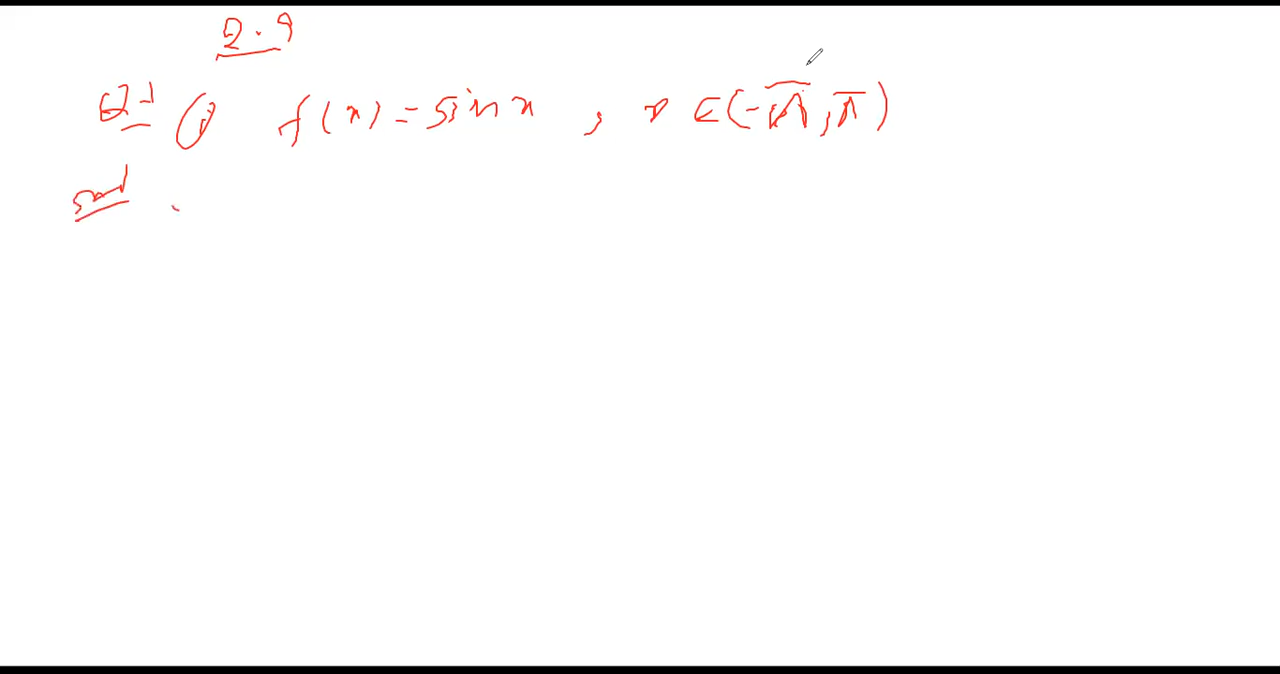 2.9
Q-1 (i) f(x) = sin x , x ∈ (-π, π)
Sol